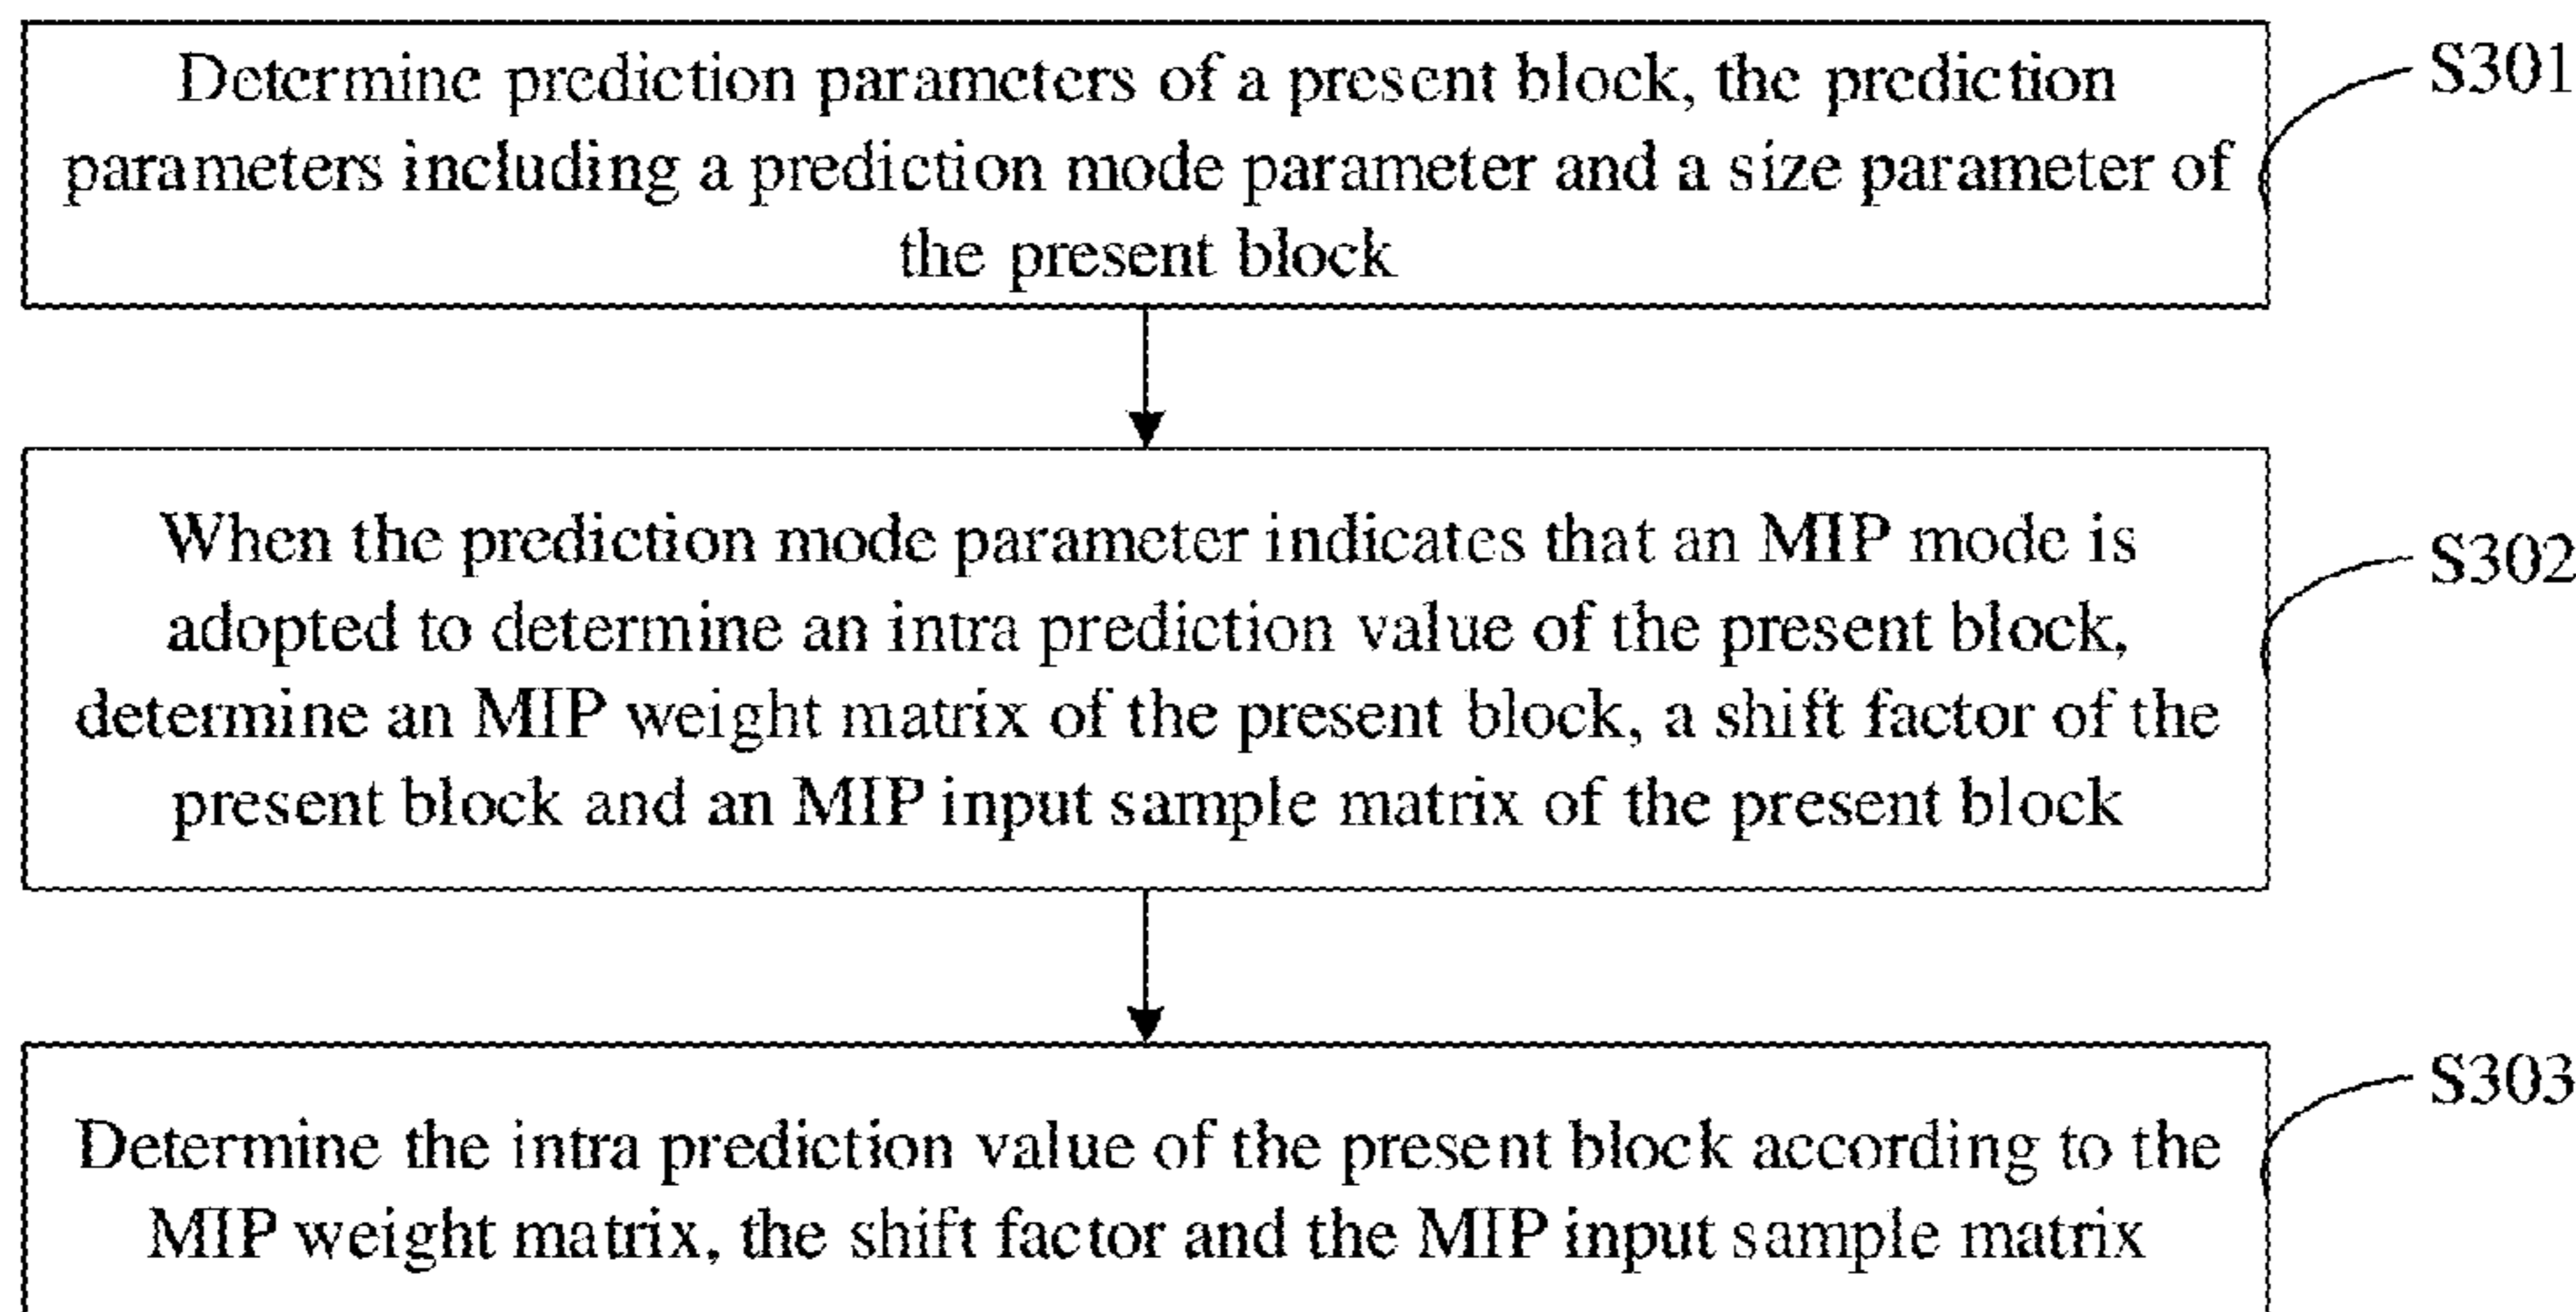 Determine prediction parameters of a present block, the prediction
parameters including a prediction mode parameter and a size parameter of
the present block
S301
When the prediction mode parameter indicates that an MIP mode is
adopted to determine an intra prediction value of the present block,
determine an MIP weight matrix of the present block, a shift factor of the
present block and an MIP input sample matrix of the present block
S302
Determine the intra prediction value of the present block according to the
MIP weight matrix, the shift factor and the MIP input sample matrix
S303